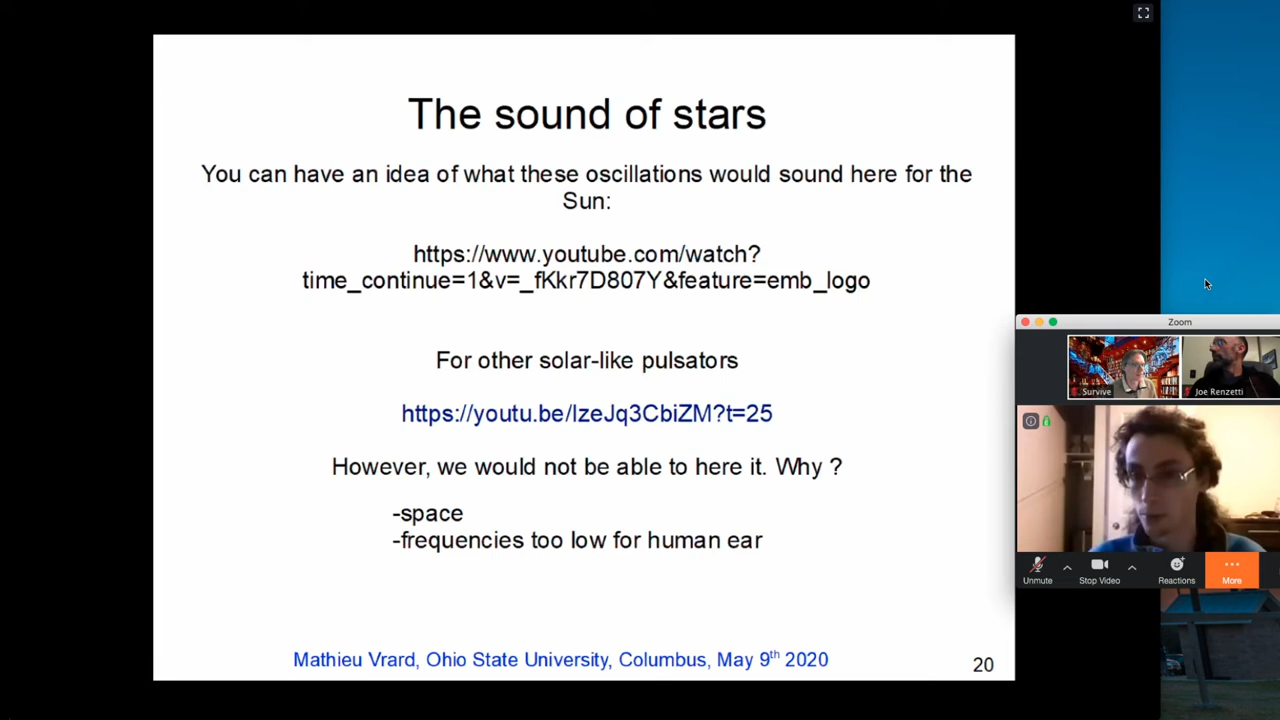 The sound of stars
You can have an idea of what these oscillations would sound here for the
Sun:
https://www.youtube.com/watch?
time_continue=1&v=_fKkr7D807Y&feature=emb_logo
For other solar-like pulsators
https://youtu.be/IzeJq3CbiZM?t=25
However, we would not be able to here it. Why ?
-space
-frequencies too low for human ear
Mathieu Vrard, Ohio State University, Columbus, May 9th 2020
20
Zoom
Survive
Joe Renzetti
Unmute
Stop Video
Reactions
More